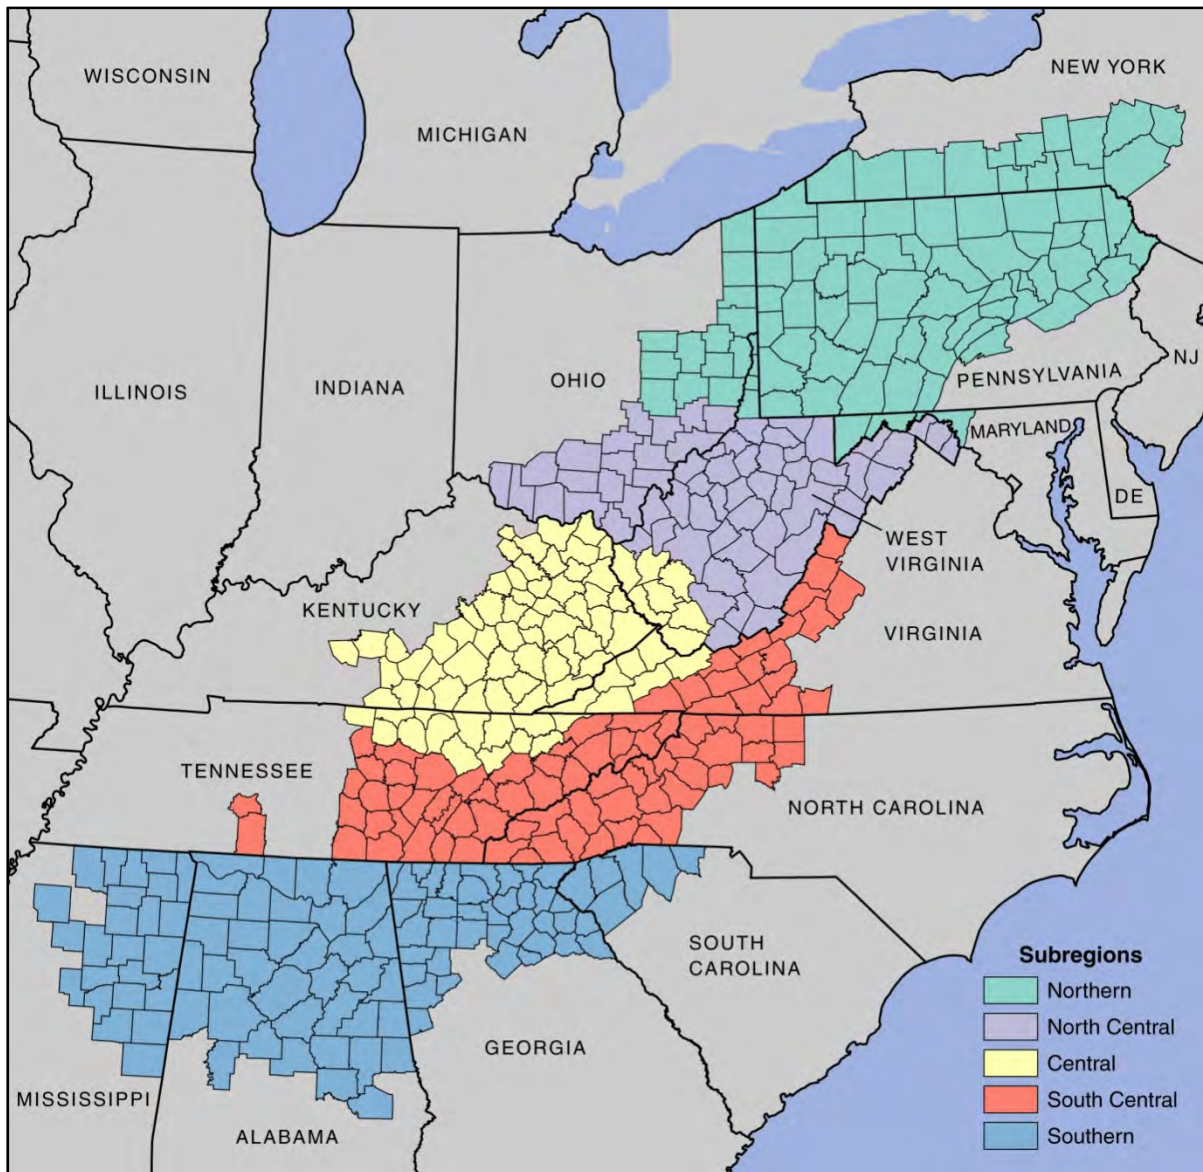 WISCONSIN
MICHIGAN
NEW YORK
ILLINOIS
INDIANA
OHIO
PENNSYLVANIA
NJ
MARYLAND
DE
WEST
VIRGINIA
KENTUCKY
VIRGINIA
TENNESSEE
NORTH CAROLINA
SOUTH
CAROLINA
GEORGIA
MISSISSIPPI
ALABAMA
Subregions
Northern
North Central
Central
South Central
Southern